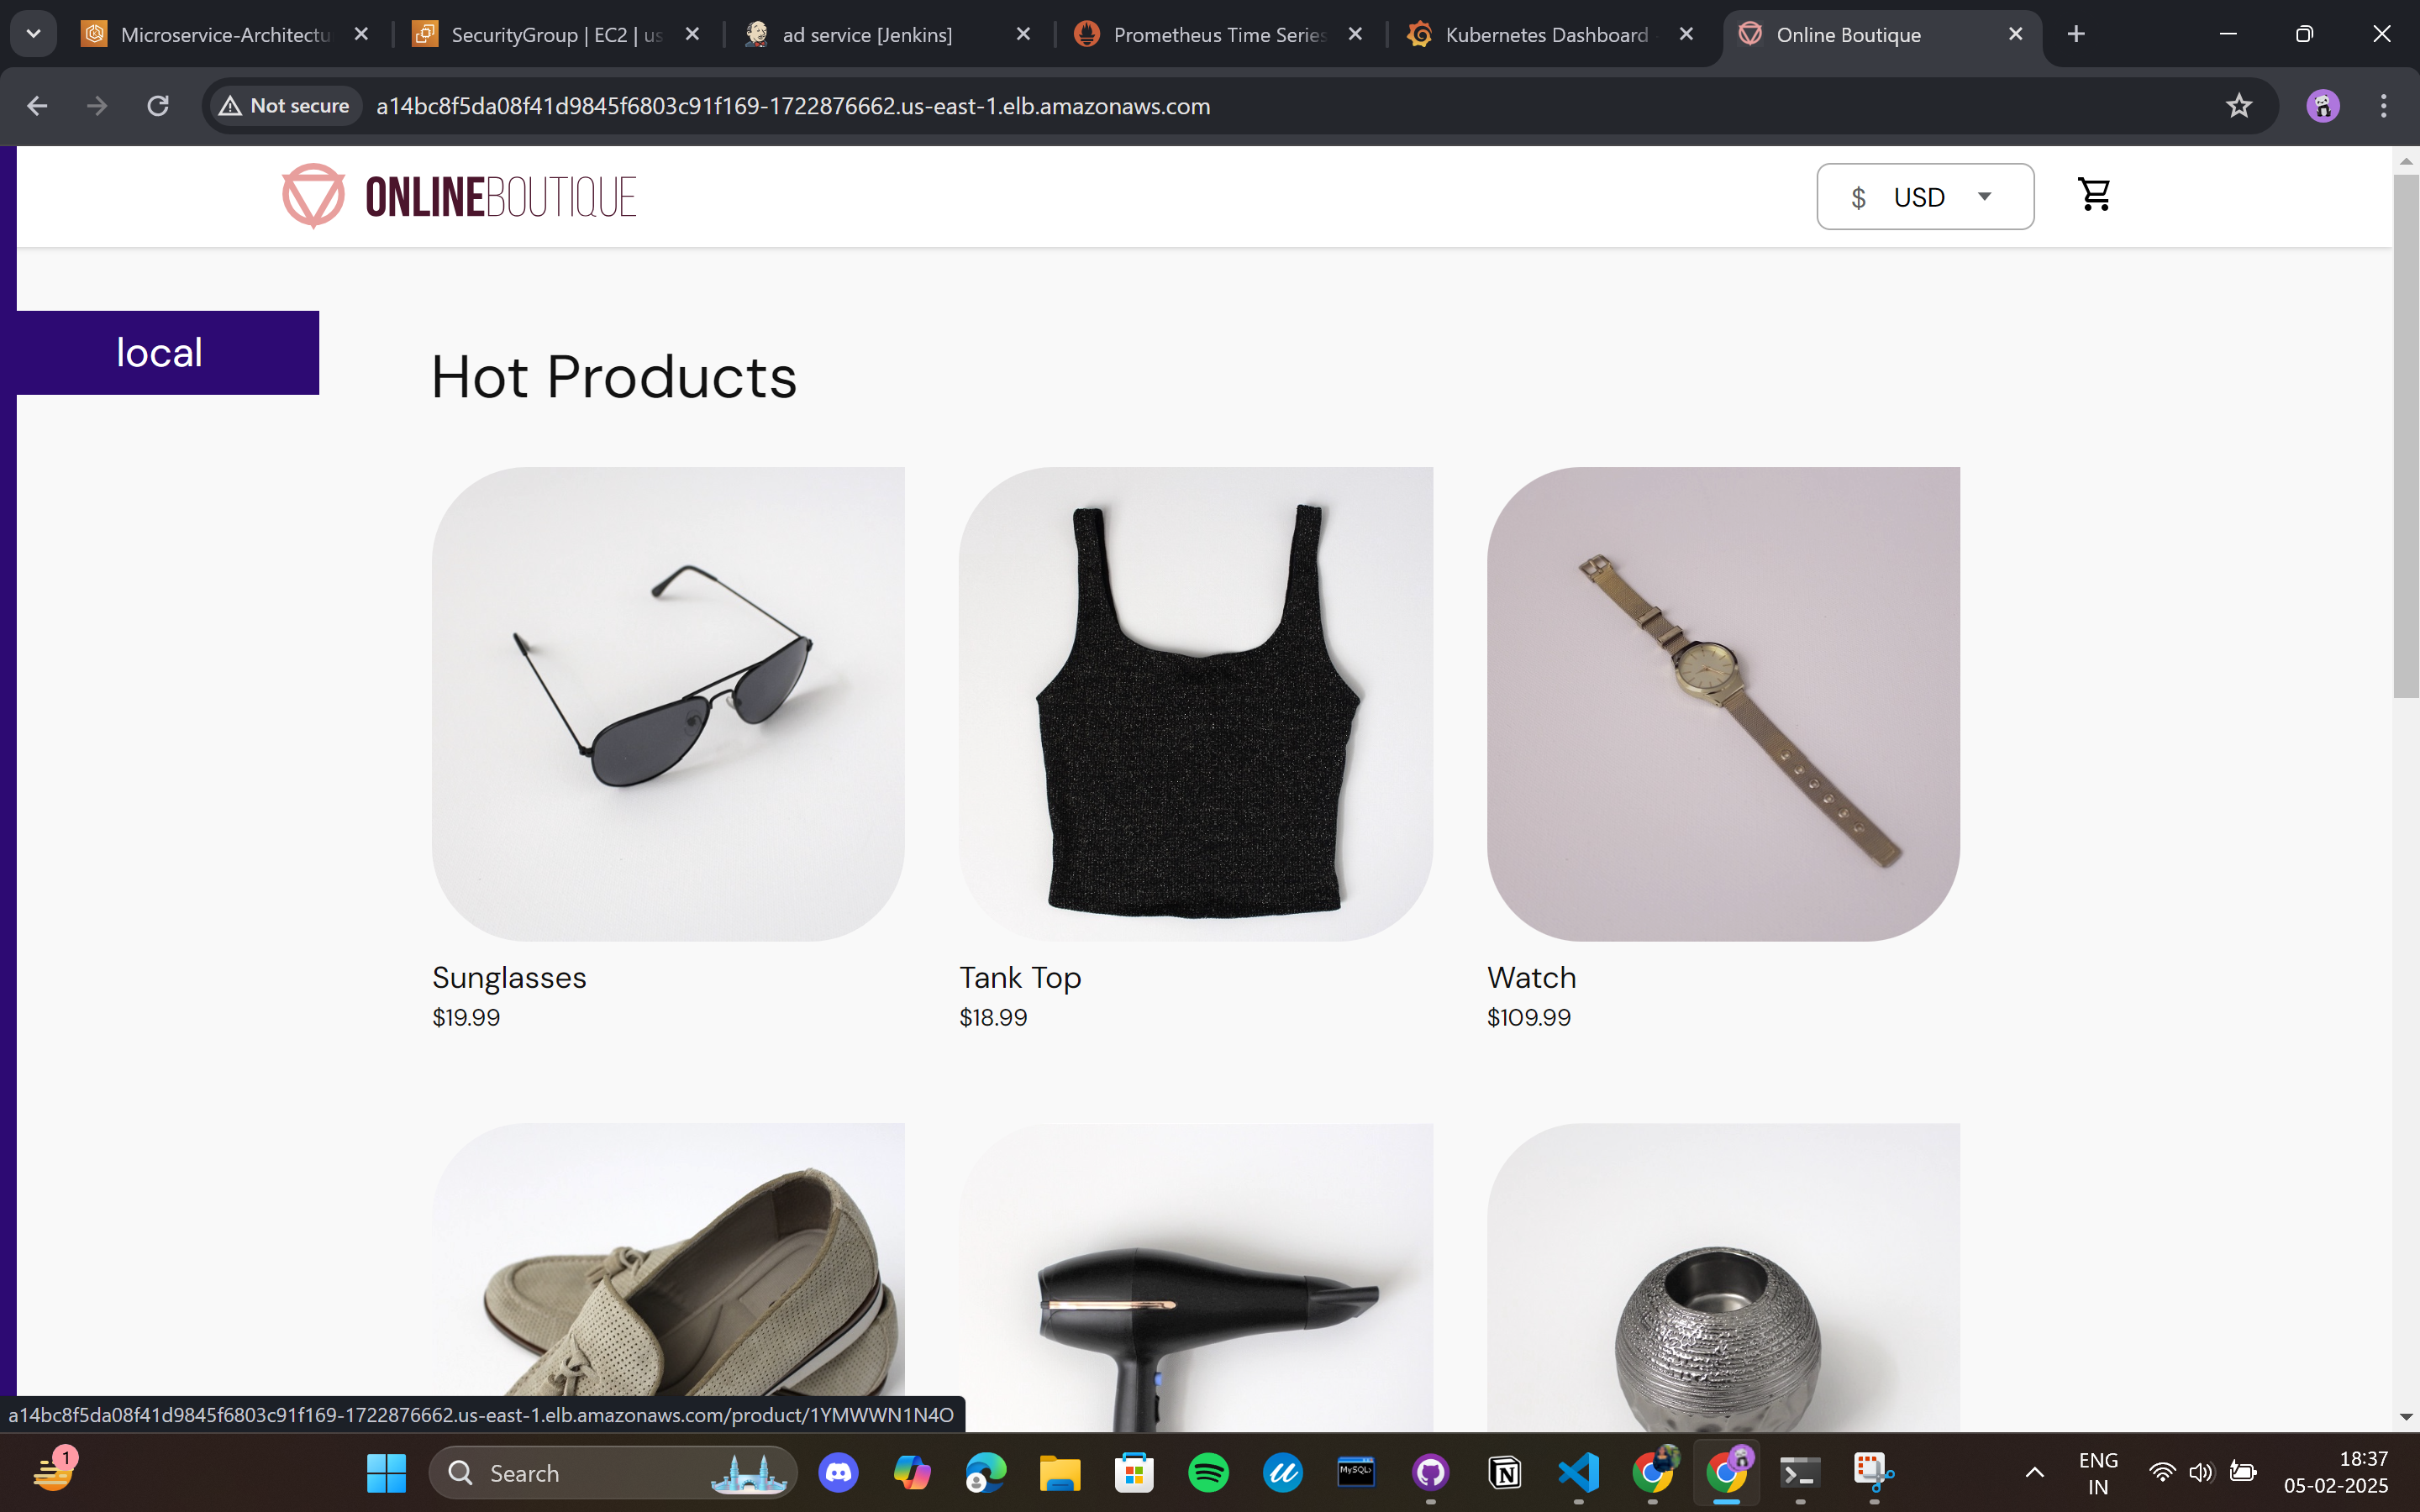 Microservice-Architectu
SecurityGroup | EC2 | us
ad service [Jenkins]
Prometheus Time Series
Kubernetes Dashboard
Online Boutique
Not secure
a14bc8f5da08f41d9845f6803c91f169-1722876662.us-east-1.elb.amazonaws.com
ONLINEBOUTIQUE
$ USD
local
Hot Products
Sunglasses
$19.99
Tank Top
$18.99
Watch
$109.99
a14bc8f5da08f41d9845f6803c91f169-1722876662.us-east-1.elb.amazonaws.com/product/1YMWWN1N4O
1
Search
MySQL
ENG
IN
18:37
05-02-2025